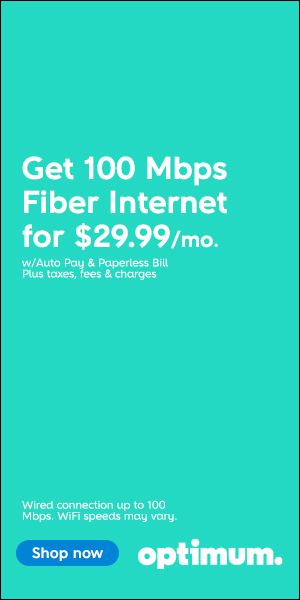 Get 100 Mbps
Fiber Internet
for $29.99/mo.
w/Auto Pay & Paperless Bill
Plus taxes, fees & charges
Wired connection up to 100
Mbps. WiFi speeds may vary.
Shop now
optimum.